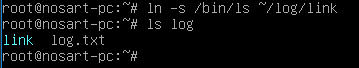 root@nosart-pc:~# ln -s /bin/ls ~/log/link
root@nosart-pc:~# ls log
link  log.txt
root@nosart-pc:~#